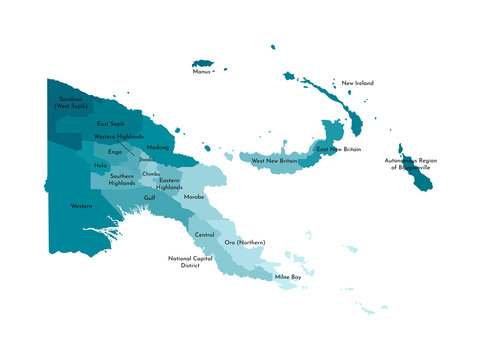 Manus
New Ireland
Sandaun
(West Sepik)
East Sepik
Western Highlands
Madang
East New Britain
Enga
Jiwaka
West New Britain
Autonomous Region
of Bougainville
Hela
Chimbu
Southern
Highlands
Eastern
Highlands
Morobe
Gulf
Western
Central
Oro (Northern)
National Capital
District
Milne Bay